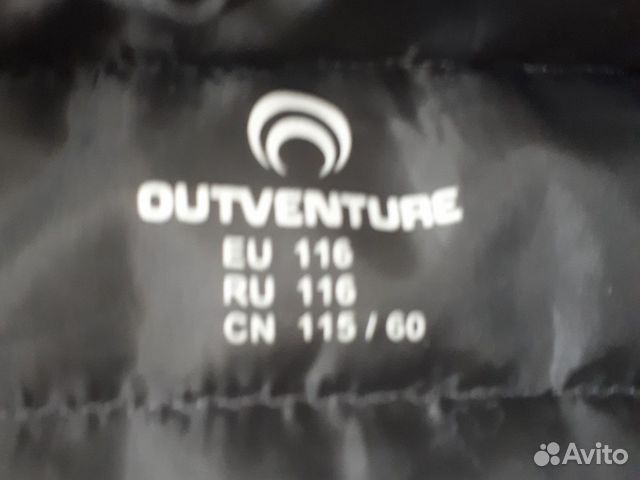 OUTVENTURE
EU 116
RU 116
CN 115 / 60
Avito